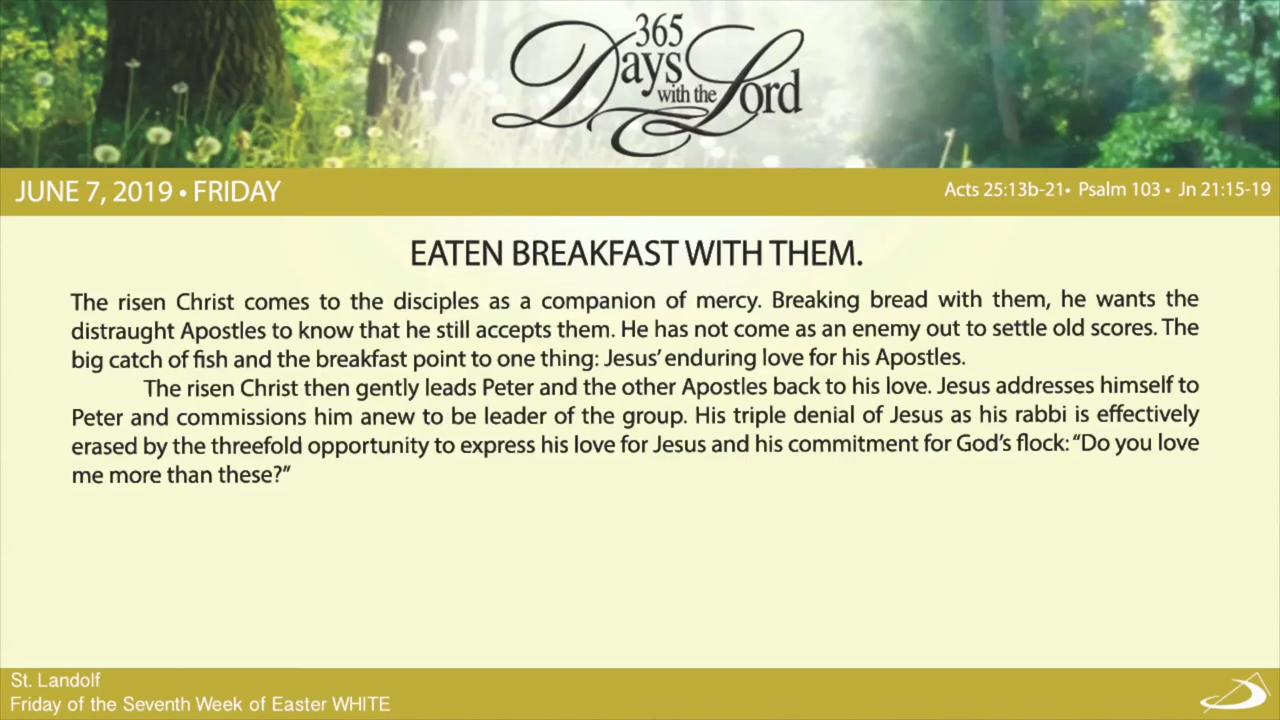 365
Days
with the
Lord
JUNE 7, 2019 • FRIDAY
Acts 25:13b-21• Psalm 103 • Jn 21:15-19
EATEN BREAKFAST WITH THEM.
The risen Christ comes to the disciples as a companion of mercy. Breaking bread with them, he wants the
distraught Apostles to know that he still accepts them. He has not come as an enemy out to settle old scores. The
big catch of fish and the breakfast point to one thing: Jesus’ enduring love for his Apostles.
The risen Christ then gently leads Peter and the other Apostles back to his love. Jesus addresses himself to
Peter and commissions him anew to be leader of the group. His triple denial of Jesus as his rabbi is effectively
erased by the threefold opportunity to express his love for Jesus and his commitment for God’s flock: “Do you love
me more than these?”
St. Landolf
Friday of the Seventh Week of Easter WHITE